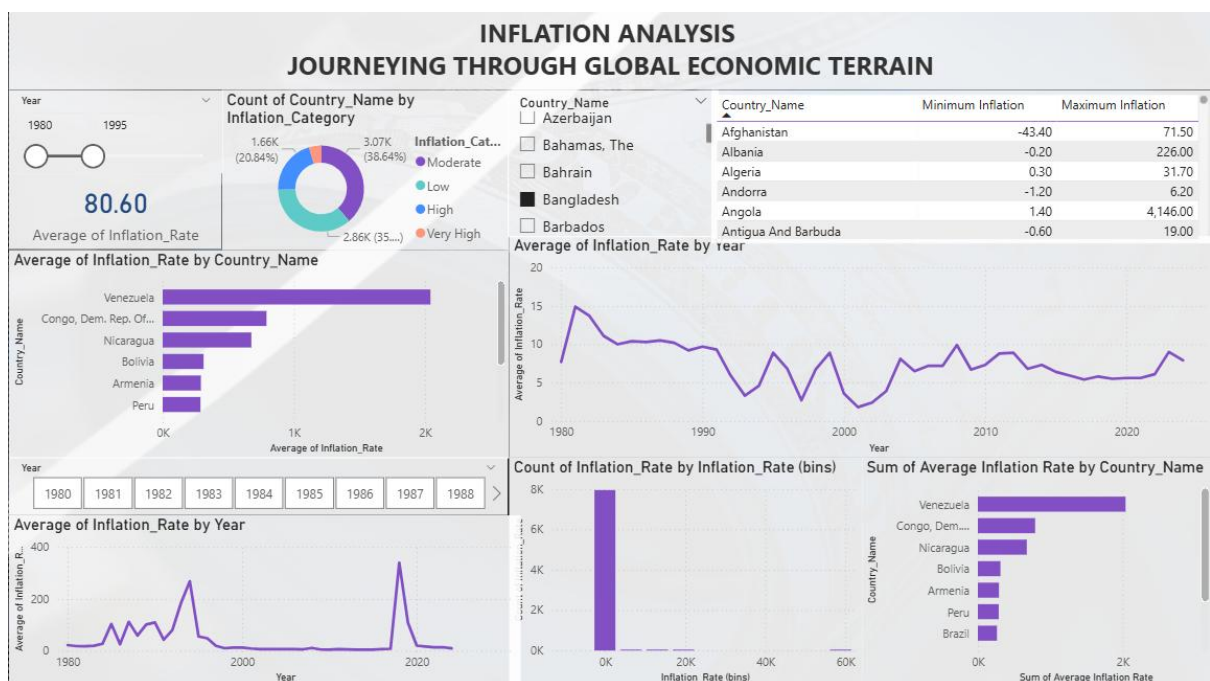 INFLATION ANALYSIS
JOURNEYING THROUGH GLOBAL ECONOMIC TERRAIN
Year
1980 1995
80.60
Average of Inflation_Rate
Count of Country_Name by
Inflation_Category
1.66K
(20.84%)
3.07K
(38.64%)
2.86K (35....)
Inflation_Cat...
Moderate
Low
High
Very High
Country_Name
Azerbaijan
Bahamas, The
Bahrain
Bangladesh
Barbados
Country_Name Minimum Inflation Maximum Inflation
Afghanistan -43.40 71.50
Albania -0.20 226.00
Algeria 0.30 31.70
Andorra -1.20 6.20
Angola 1.40 4,146.00
Antigua And Barbuda -0.60 19.00
Average of Inflation_Rate by Country_Name
Country_Name
Venezuela
Congo, Dem. Rep. Of...
Nicaragua
Bolivia
Armenia
Peru
0K 1K 2K
Average of Inflation_Rate
Average of Inflation_Rate by Year
Average of Inflation_Rate
20
15
10
5
0
1980 1990 2000 2010 2020
Year
Year
1980 1981 1982 1983 1984 1985 1986 1987 1988
Average of Inflation_Rate by Year
Average of Inflation_R...
400
200
0
1980 2000 2020
Year
Count of Inflation_Rate by Inflation_Rate (bins)
Count of Inflation_Rate
8K
6K
4K
2K
0K
0K 20K 40K 60K
Inflation_Rate (bins)
Sum of Average Inflation Rate by Country_Name
Country_Name
Venezuela
Congo, Dem....
Nicaragua
Bolivia
Armenia
Peru
Brazil
0K 2K
Sum of Average Inflation Rate